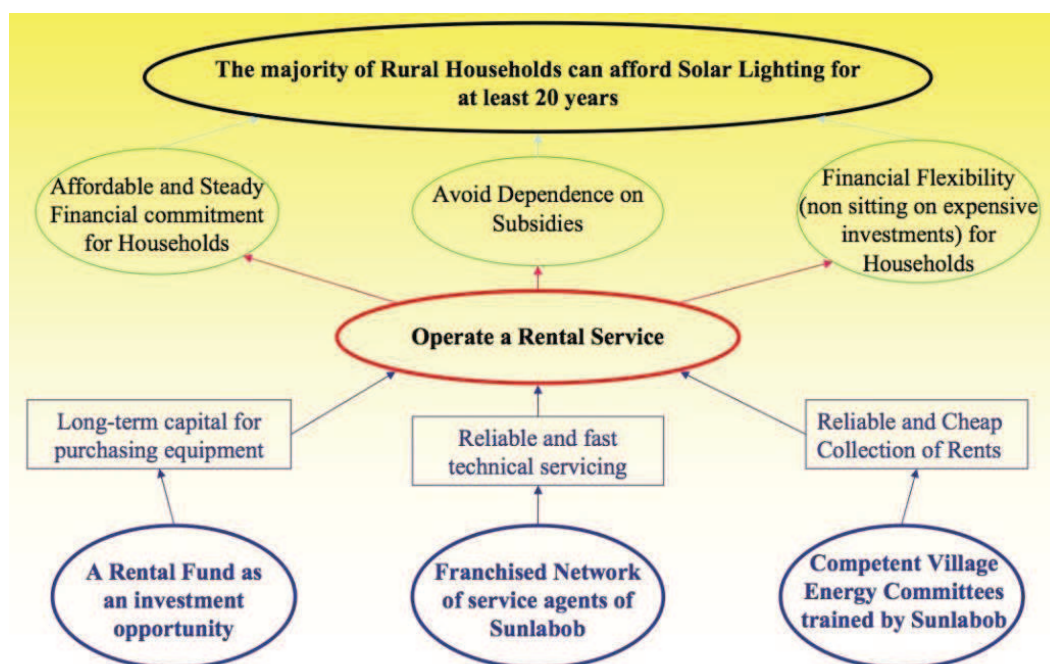 The majority of Rural Households can afford Solar Lighting for
at least 20 years
Affordable and Steady
Financial commitment
for Households
Avoid Dependence on
Subsidies
Financial Flexibility
(non sitting on expensive
investments) for
Households
Operate a Rental Service
Long-term capital for
purchasing equipment
Reliable and fast
technical servicing
Reliable and Cheap
Collection of Rents
A Rental Fund as
an investment
opportunity
Franchised Network
of service agents of
Sunlabob
Competent Village
Energy Committees
trained by Sunlabob